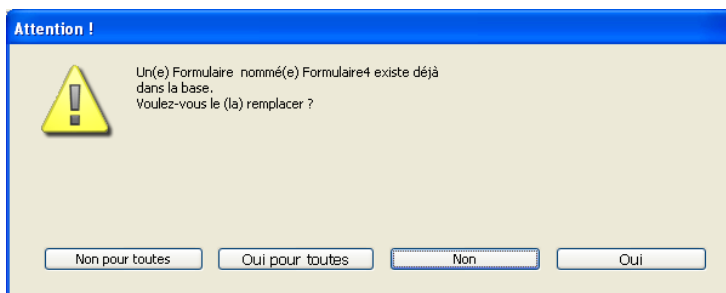 Attention !
Un(e) Formulaire nommé(e) Formulaire4 existe déjà
dans la base.
Voulez-vous le (la) remplacer ?
Non pour toutes Oui pour toutes Non Oui